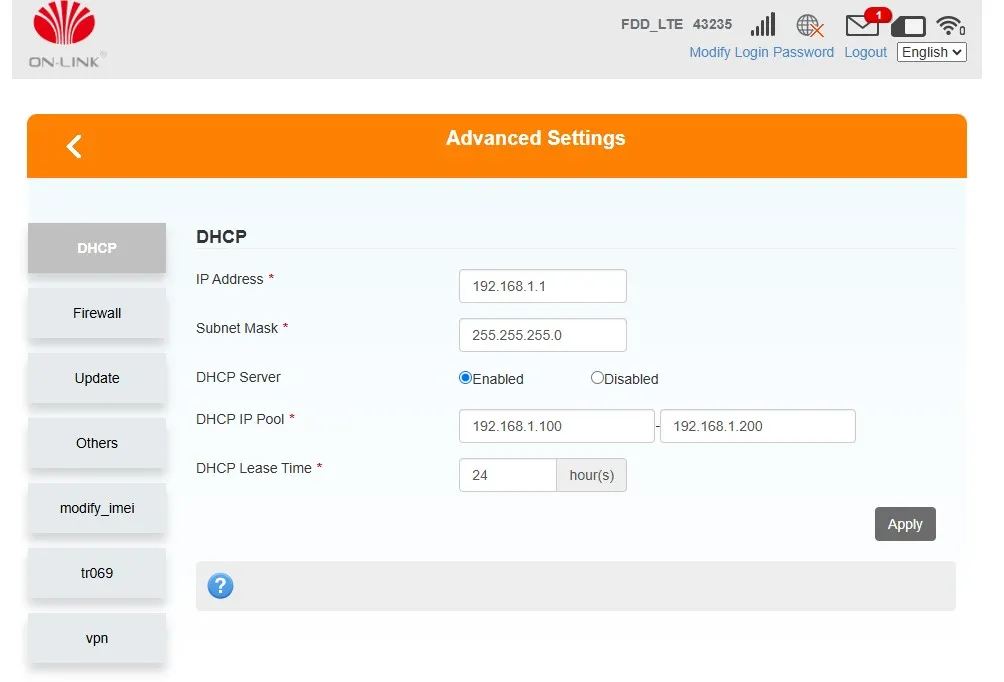 FDD_LTE 43235 1 0
ON-LINK®
Modify Login Password Logout English
Advanced Settings
DHCP
DHCP
IP Address * 192.168.1.1
Firewall
Subnet Mask * 255.255.255.0
Update
DHCP Server Enabled Disabled
DHCP IP Pool * 192.168.1.100 - 192.168.1.200
Others
DHCP Lease Time * 24 hour(s)
modify_imei
Apply
tr069
?
vpn